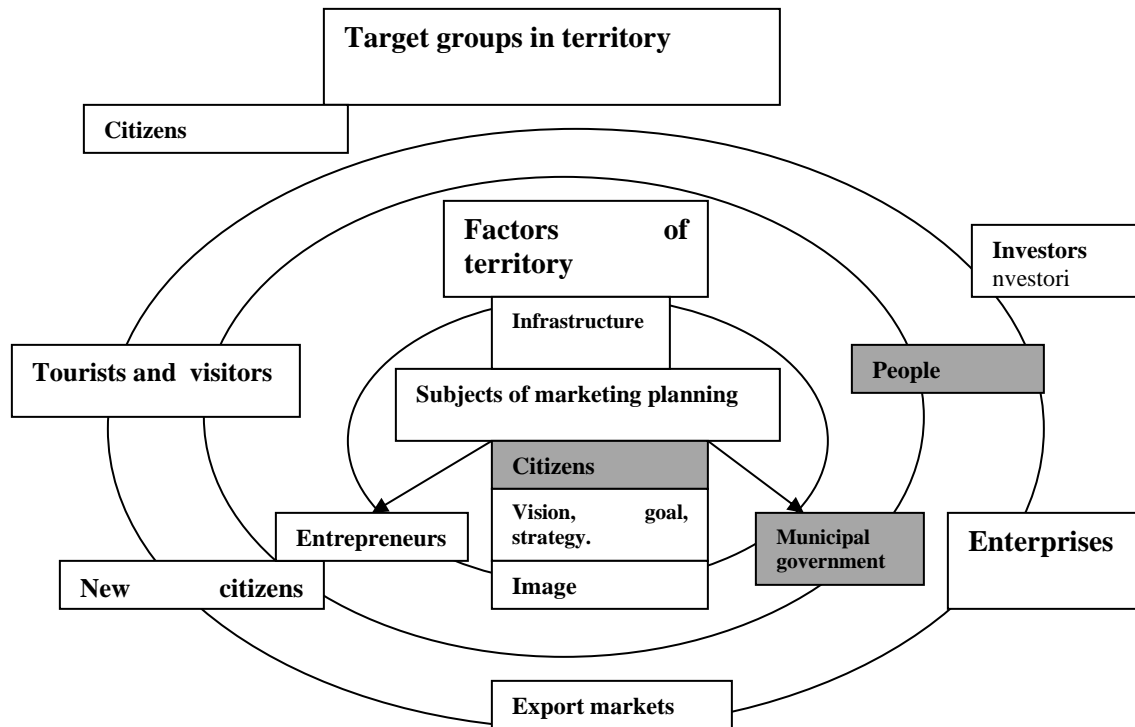 Target groups in territory
Citizens
Factors of
territory
Investors
nvestori
Infrastructure
Tourists and visitors
People
Subjects of marketing planning
Citizens
Vision, goal,
strategy.
Entrepreneurs
Municipal
government
Enterprises
New citizens
Image
Export markets